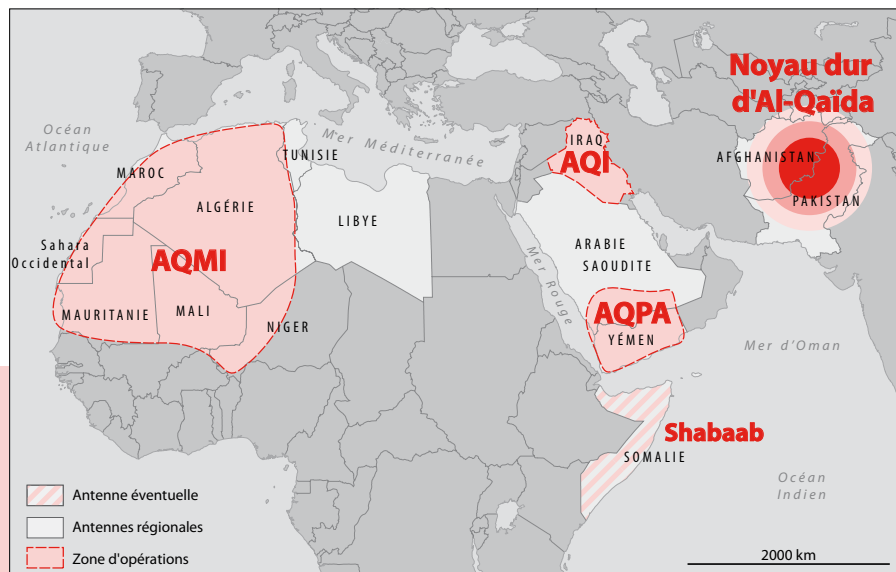 Noyau dur
d'Al-Qaïda
Océan
Atlantique
Mer Méditerranée
TUNISIE
IRAQ
AQI
AFGHANISTAN
MAROC
PAKISTAN
ALGÉRIE
LIBYE
Sahara
Occidental
AQMI
ARABIE
SAOUDITE
Mer Rouge
MAURITANIE
MALI
NIGER
AQPA
YÉMEN
Mer d'Oman
Shabaab
SOMALIE
Océan
Indien
Antenne éventuelle
Antennes régionales
Zone d'opérations
2000 km